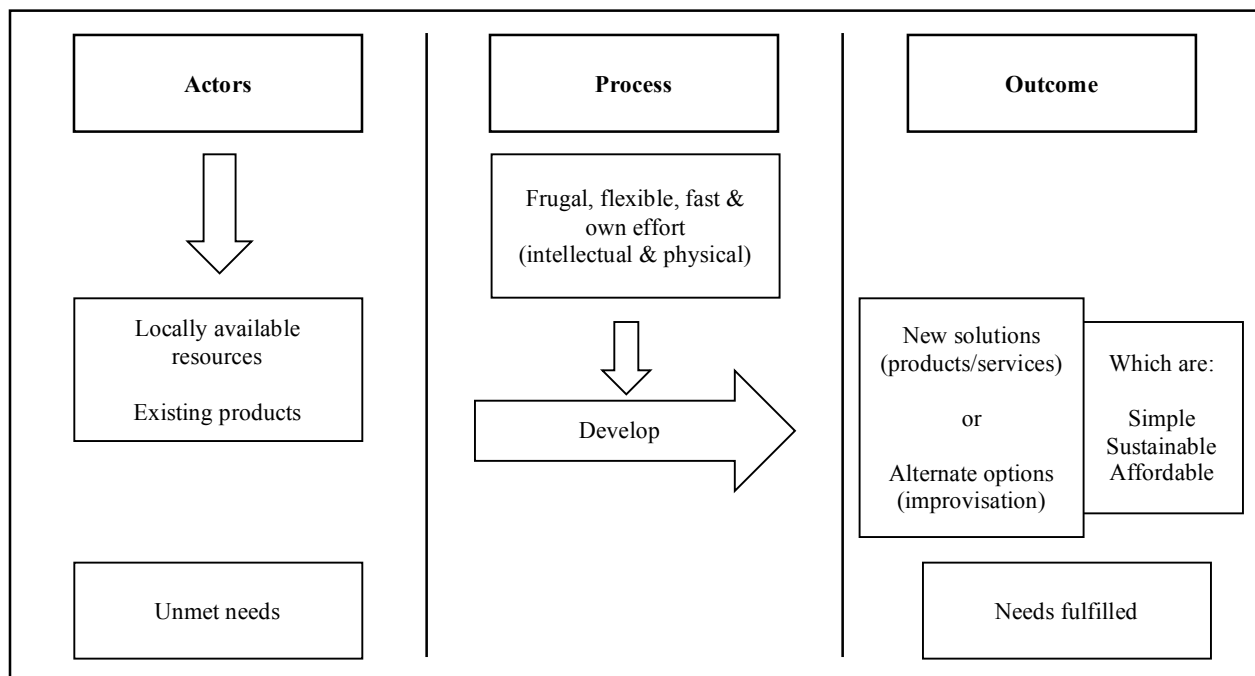 Actors
Locally available
resources
Existing products
Unmet needs
Process
Frugal, flexible, fast &
own effort
(intellectual & physical)
Develop
Outcome
New solutions
(products/services)
or
Alternate options
(improvisation)
Which are:
Simple
Sustainable
Affordable
Needs fulfilled